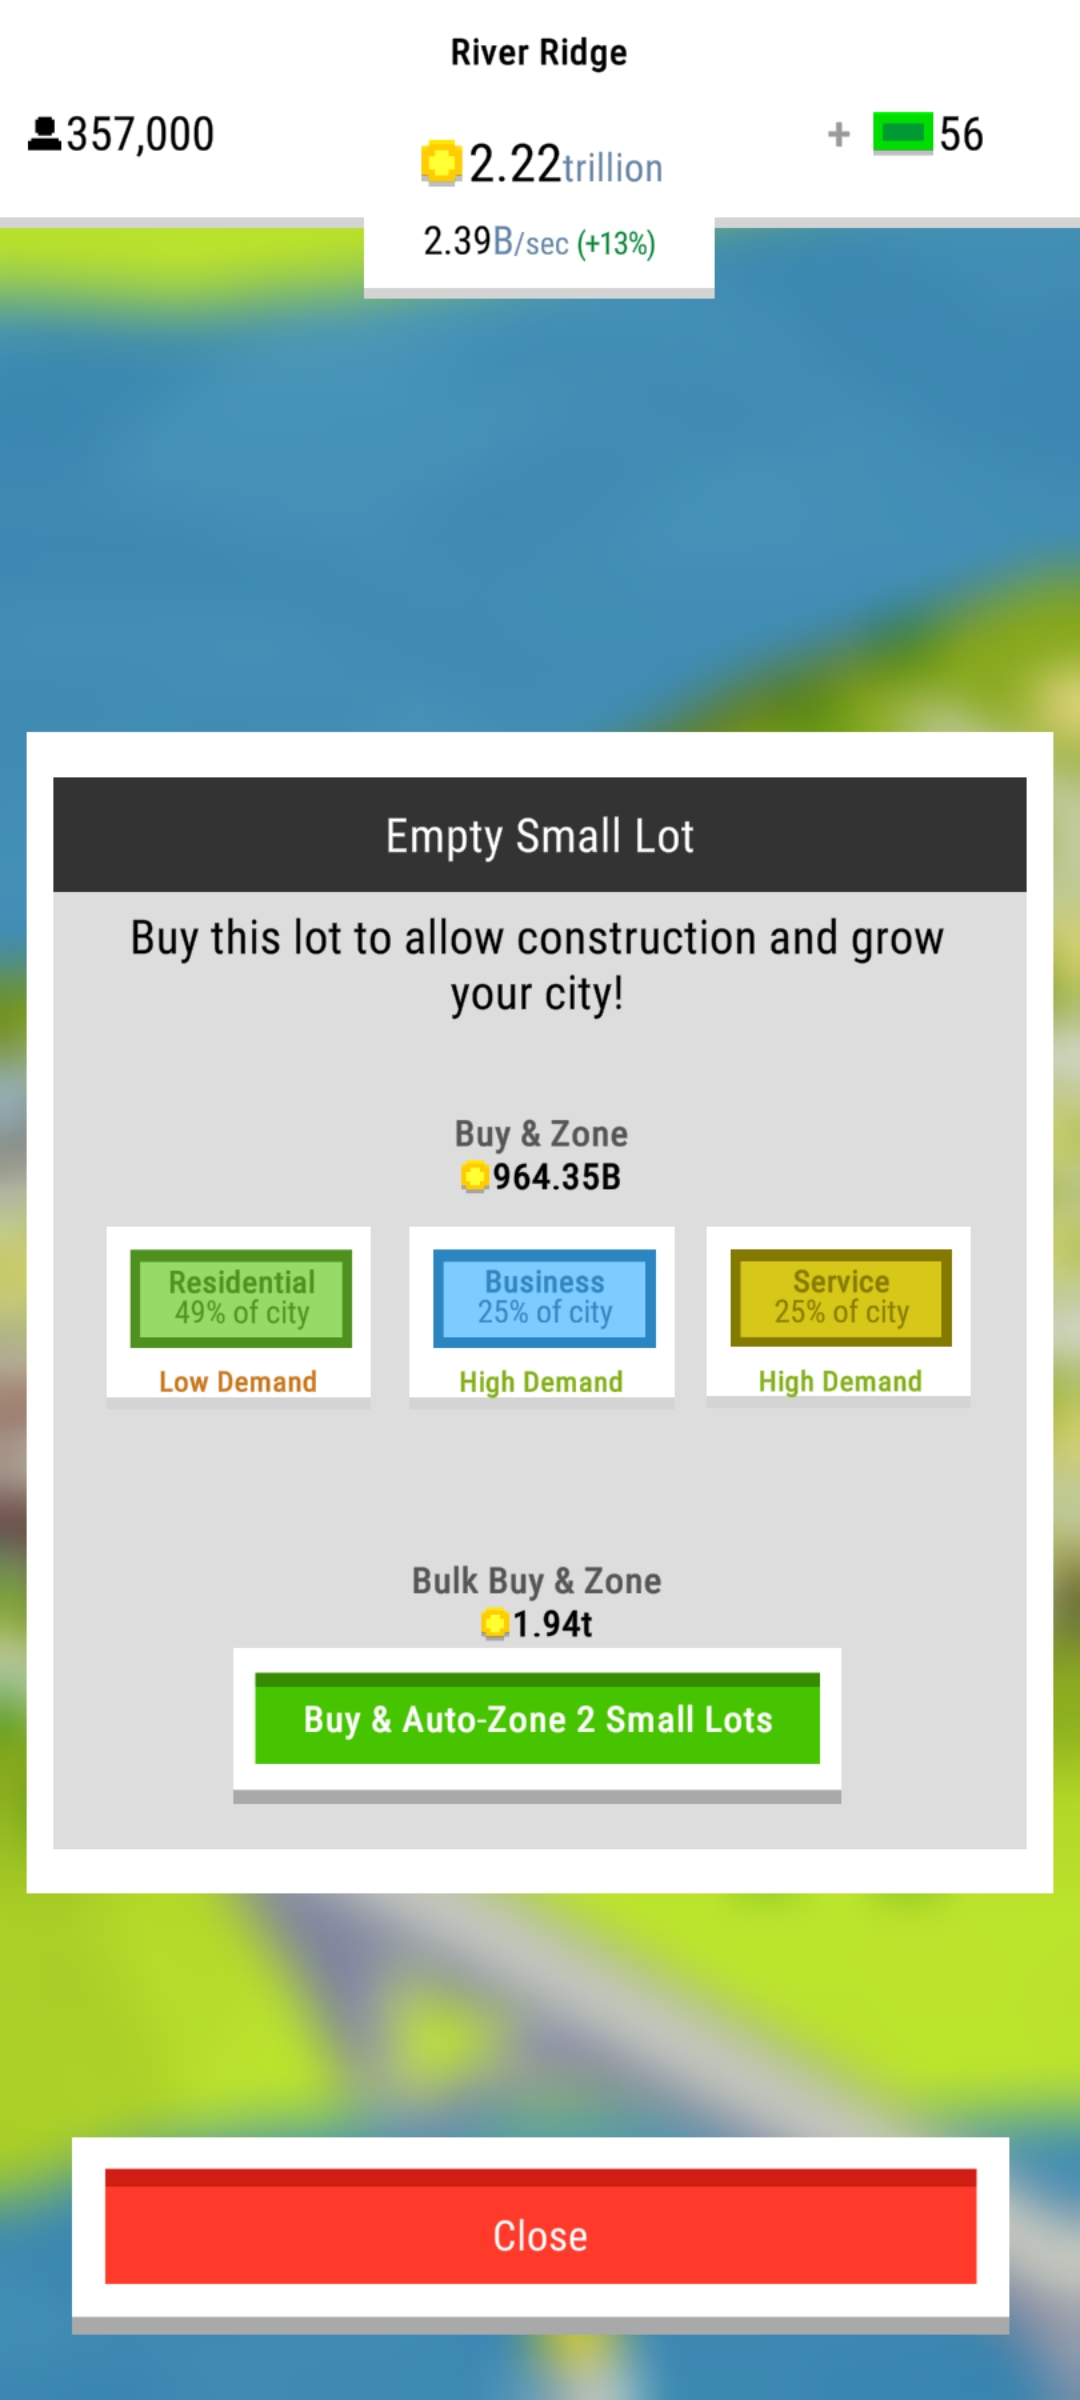 River Ridge
357,000
2.22trillion
+ 56
2.39B/sec (+13%)
Empty Small Lot
Buy this lot to allow construction and grow
your city!
Buy & Zone
964.35B
Residential
49% of city
Low Demand
Business
25% of city
High Demand
Service
25% of city
High Demand
Bulk Buy & Zone
1.94t
Buy & Auto-Zone 2 Small Lots
Close